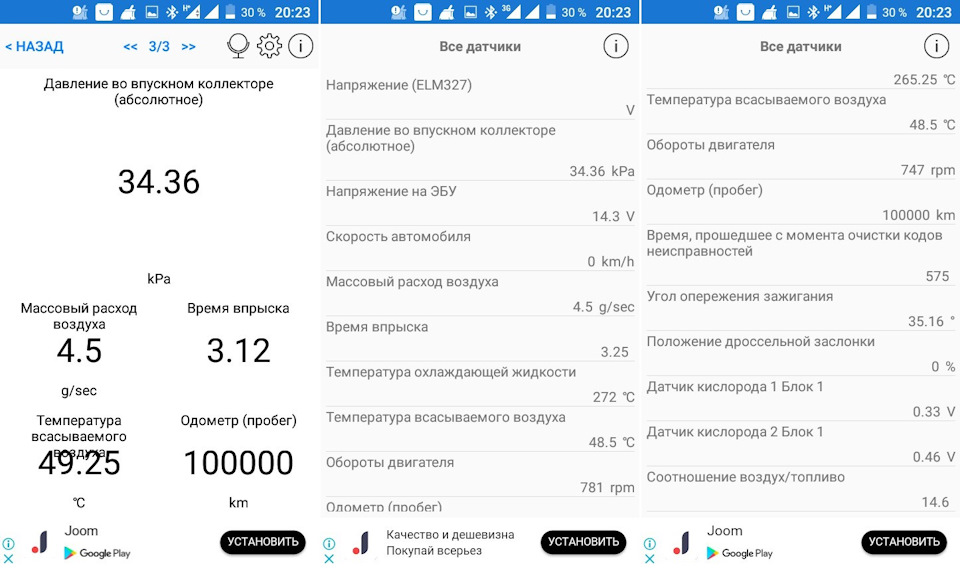 30 % 20:23
< НАЗАД << 3/3 >>
Давление во впускном коллекторе
(абсолютное)
34.36
kPa
Массовый расход
воздуха
4.5
g/sec
Время впрыска
3.12
Температура
всасываемого
воздуха
49.25
°C
Одометр (пробег)
100000
km
Joom
Google Play
УСТАНОВИТЬ
3G 30 % 20:23
Все датчики
Напряжение (ELM327)
V
Давление во впускном коллекторе
(абсолютное)
34.36 kPa
Напряжение на ЭБУ
14.3 V
Скорость автомобиля
0 km/h
Массовый расход воздуха
4.5 g/sec
Время впрыска
3.25
Температура охлаждающей жидкости
272 °C
Температура всасываемого воздуха
48.5 °C
Обороты двигателя
781 rpm
Одометр (пробег)
Качество и дешевизна
Покупай всерьез
УСТАНОВИТЬ
30 % 20:23
Все датчики
265.25 °C
Температура всасываемого воздуха
48.5 °C
Обороты двигателя
747 rpm
Одометр (пробег)
100000 km
Время, прошедшее с момента очистки кодов
неисправностей
575
Угол опережения зажигания
35.16 °
Положение дроссельной заслонки
0 %
Датчик кислорода 1 Блок 1
0.33 V
Датчик кислорода 2 Блок 1
0.46 V
Соотношение воздух/топливо
14.6
Joom
Google Play
УСТАНОВИТЬ